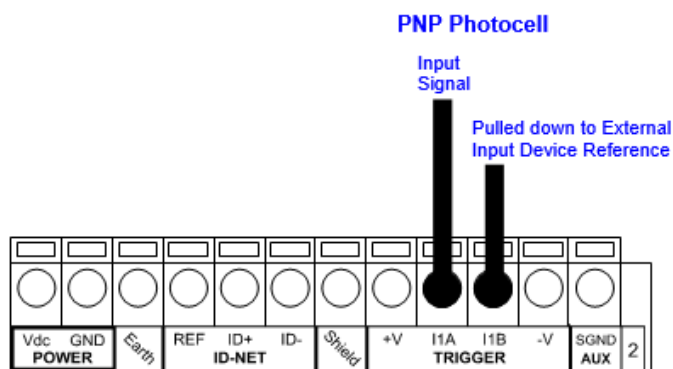 PNP Photocell
Input
Signal
Pulled down to External
Input Device Reference
Vdc GND Earth REF ID+ ID- Shield +V I1A I1B -V SGND 2
POWER ID-NET TRIGGER AUX